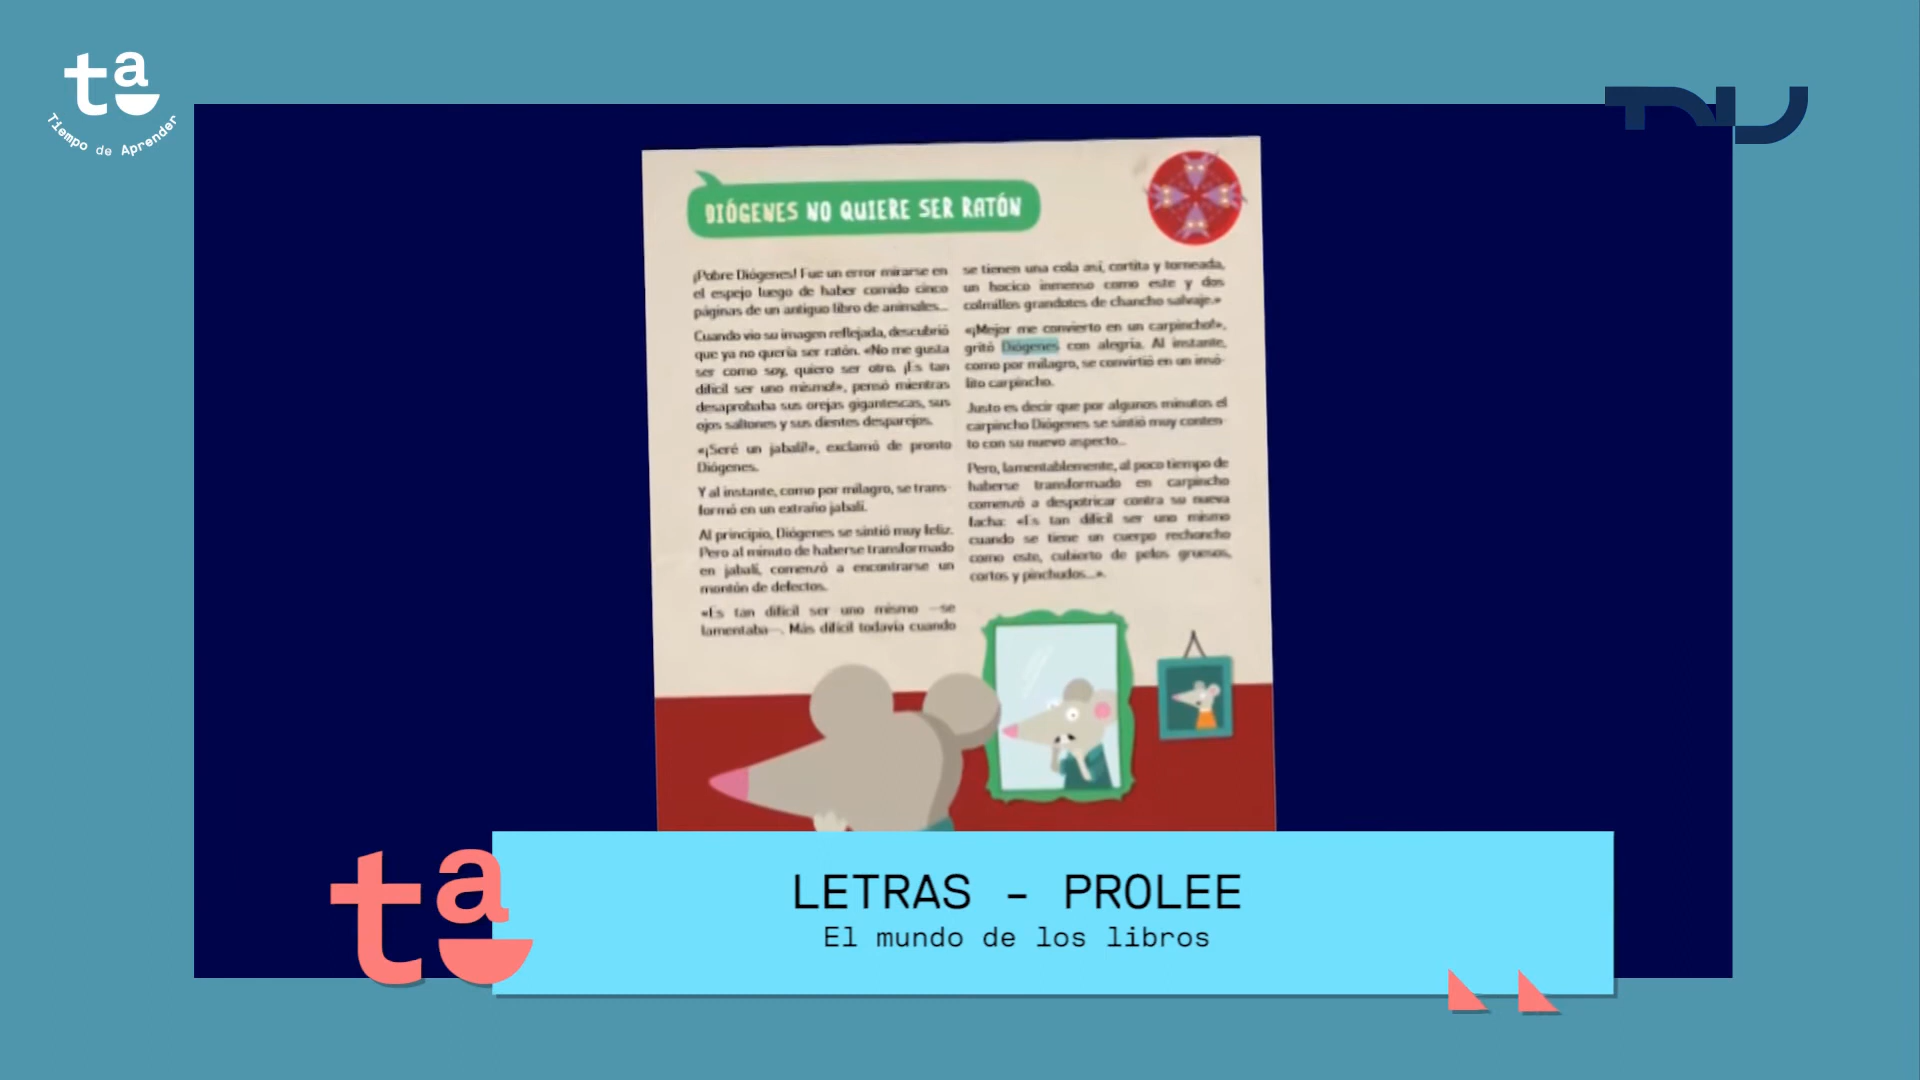 ta
Tiempo de Aprender
DIÓGENES NO QUIERE SER RATÓN
¡Pobre Diógenes! Fue un error mirarse en
el espejo luego de haber comido cinco
páginas de un antiguo libro de animales...
Cuando vio su imagen reflejada, descubrió
que ya no quería ser ratón. «No me gusta
ser como soy, quiero ser otro. ¡Es tan
difícil ser uno mismo!», pensó mientras
desaprobaba sus orejas gigantescas, sus
ojos saltones y sus dientes desparejos.
«¡Seré un jabalí!», exclamó de pronto
Diógenes.
Y al instante, como por milagro, se trans-
formó en un extraño jabalí.
Al principio, Diógenes se sintió muy feliz.
Pero al minuto de haberse transformado
en jabalí, comenzó a encontrarse un
montón de defectos.
«Es tan difícil ser uno mismo —se
lamentaba—. Más difícil todavía cuando
se tienen una cola así, cortita y torneada,
un hocico inmenso como este y dos
colmillos grandotes de chancho salvaje.»
«¡Mejor me convierto en un carpincho!»,
gritó Diógenes con alegría. Al instante,
como por milagro, se convirtió en un insó-
lito carpincho.
Justo es decir que por algunos minutos el
carpincho Diógenes se sintió muy conten-
to con su nuevo aspecto...
Pero, lamentablemente, al poco tiempo de
haberse transformado en carpincho
comenzó a despotricar contra su nueva
facha: «Es tan difícil ser uno mismo
cuando se tiene un cuerpo rechoncho
como este, cubierto de pelos gruesos,
cortos y pinchudos...».
ta
LETRAS - PROLEE
El mundo de los libros